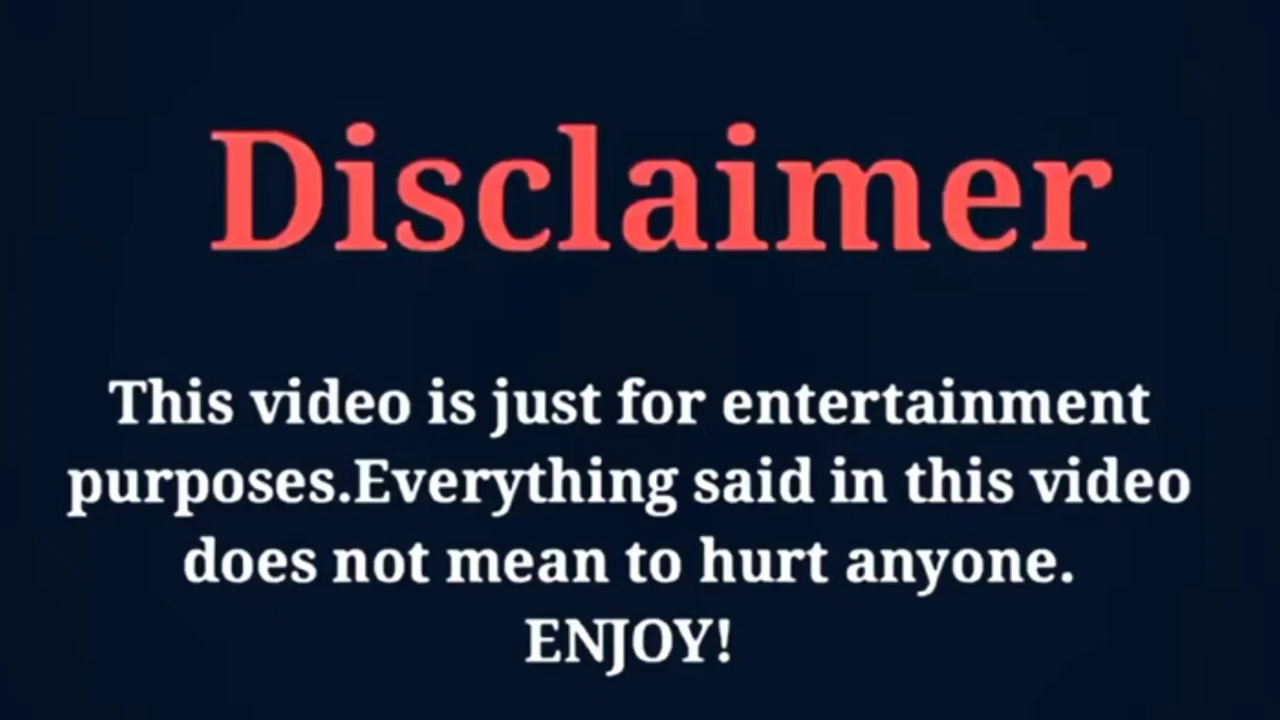 Disclaimer
This video is just for entertainment
purposes.Everything said in this video
does not mean to hurt anyone.
ENJOY!